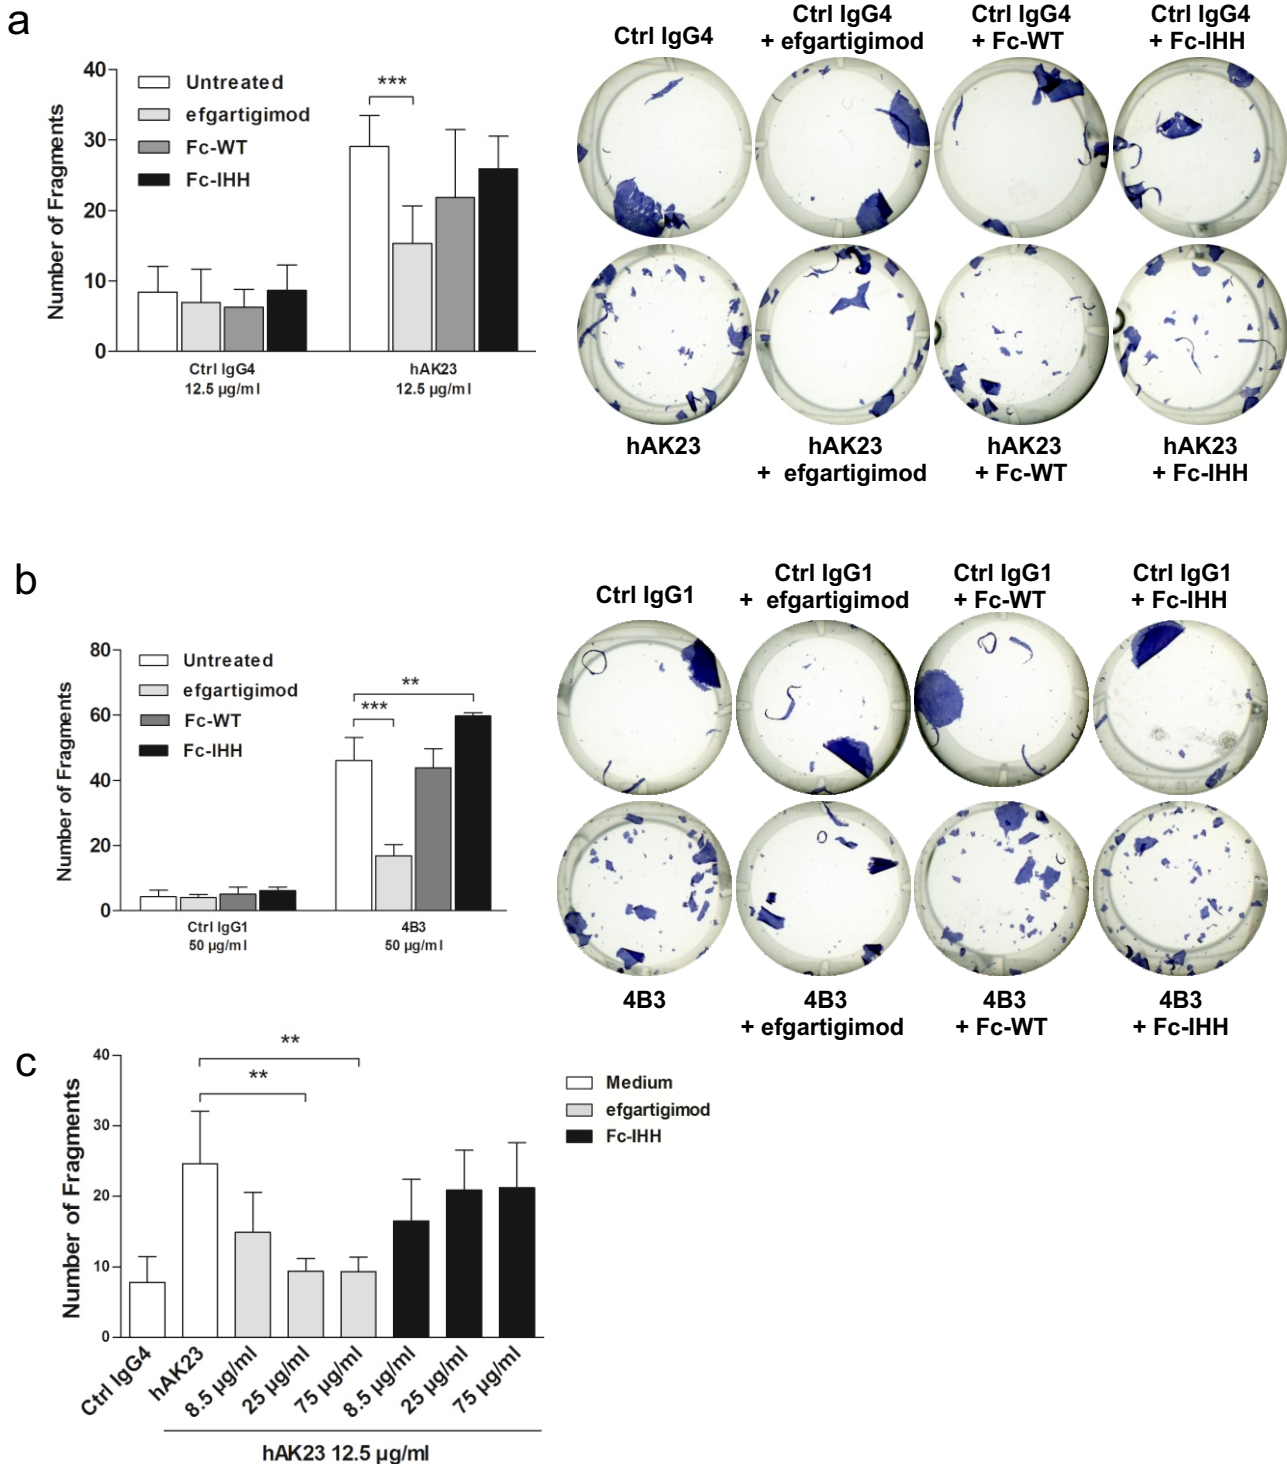 a
Number of Fragments
40
30
20
10
0
Untreated
efgartigimod
Fc-WT
Fc-IHH
***
Ctrl IgG4
12.5 µg/ml
hAK23
12.5 µg/ml
Ctrl IgG4
Ctrl IgG4
+ efgartigimod
Ctrl IgG4
+ Fc-WT
Ctrl IgG4
+ Fc-IHH
hAK23
hAK23
+ efgartigimod
hAK23
+ Fc-WT
hAK23
+ Fc-IHH
b
Number of Fragments
80
60
40
20
0
Untreated
efgartigimod
Fc-WT
Fc-IHH
**
***
Ctrl IgG1
50 µg/ml
4B3
50 µg/ml
Ctrl IgG1
Ctrl IgG1
+ efgartigimod
Ctrl IgG1
+ Fc-WT
Ctrl IgG1
+ Fc-IHH
4B3
4B3
+ efgartigimod
4B3
+ Fc-WT
4B3
+ Fc-IHH
c
Number of Fragments
40
30
20
10
0
**
**
Medium
efgartigimod
Fc-IHH
Ctrl IgG4
hAK23
8.5 µg/ml
25 µg/ml
75 µg/ml
8.5 µg/ml
25 µg/ml
75 µg/ml
hAK23 12.5 µg/ml